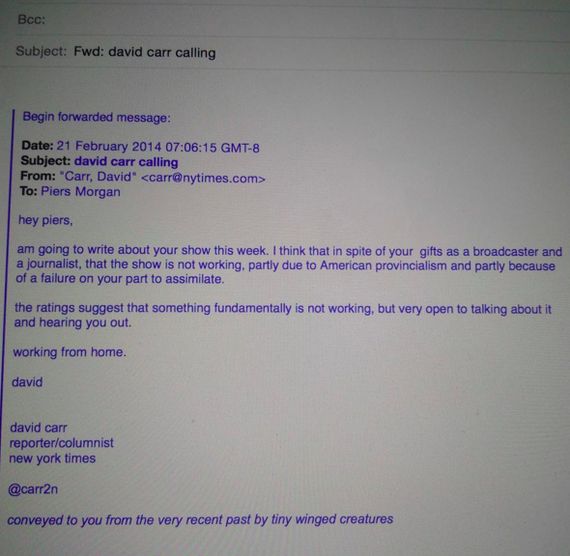 Bcc:
Subject: Fwd: david carr calling
Begin forwarded message:
Date: 21 February 2014 07:06:15 GMT-8
Subject: david carr calling
From: "Carr, David" <carr@nytimes.com>
To: Piers Morgan
hey piers,
am going to write about your show this week. I think that in spite of your gifts as a broadcaster and
a journalist, that the show is not working, partly due to American provincialism and partly because
of a failure on your part to assimilate.
the ratings suggest that something fundamentally is not working, but very open to talking about it
and hearing you out.
working from home.
david
david carr
reporter/columnist
new york times
@carr2n
conveyed to you from the very recent past by tiny winged creatures